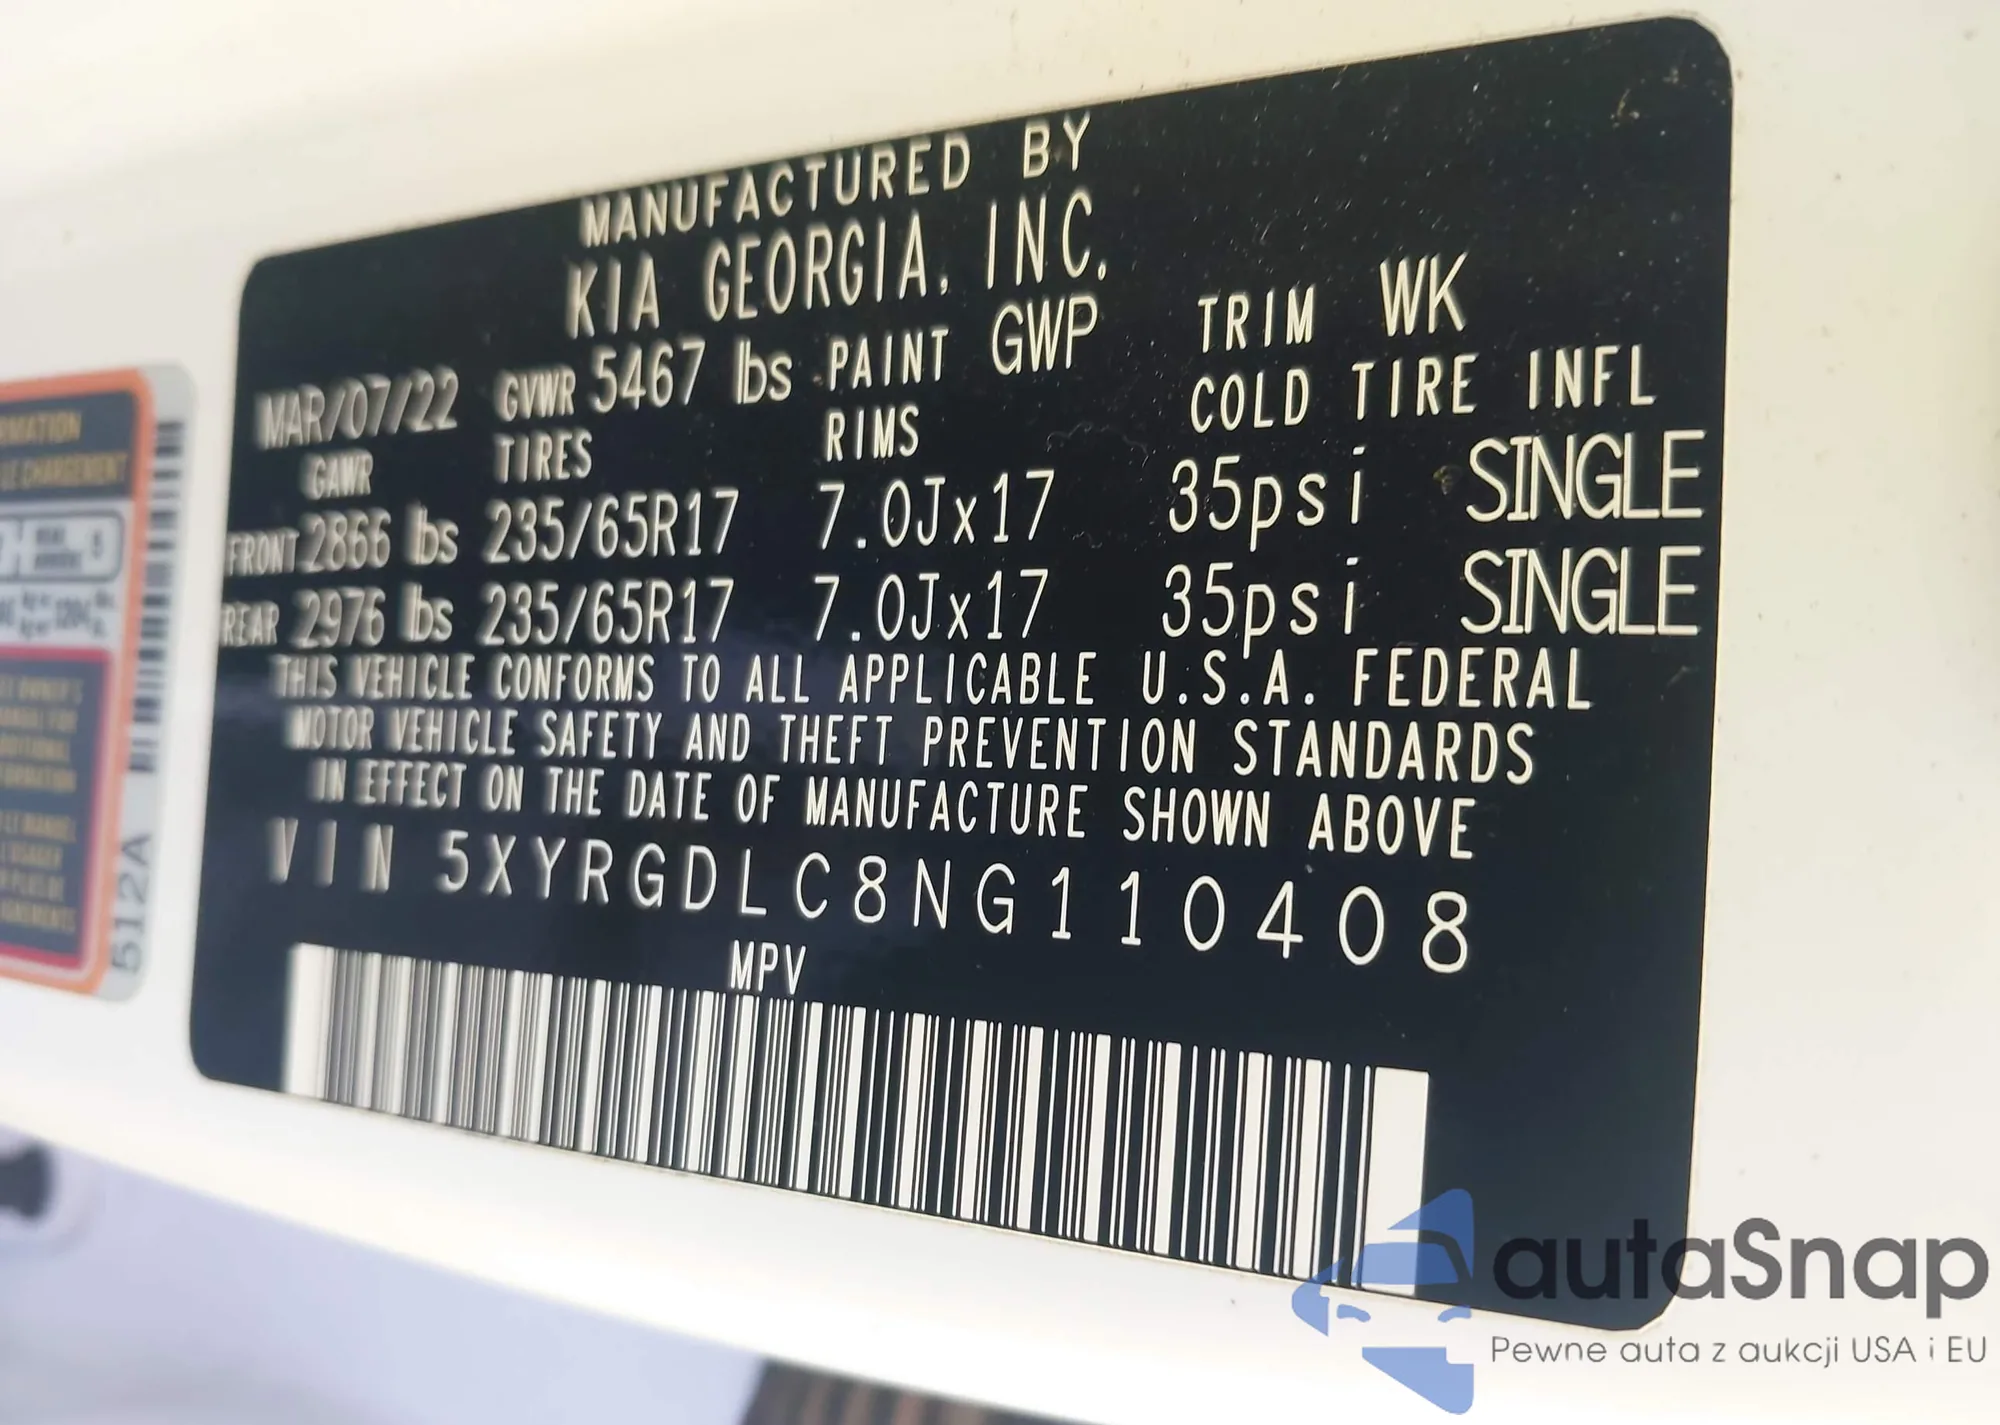 MANUFACTURED BY
KIA GEORGIA, INC.
MAR/07/22 GVWR 5467 lbs PAINT GWP TRIM WK
GAWR TIRES RIMS COLD TIRE INFL
FRONT 2866 lbs 235/65R17 7.0Jx17 35psi SINGLE
REAR 2976 lbs 235/65R17 7.0Jx17 35psi SINGLE
THIS VEHICLE CONFORMS TO ALL APPLICABLE U.S.A. FEDERAL
MOTOR VEHICLE SAFETY AND THEFT PREVENTION STANDARDS
IN EFFECT ON THE DATE OF MANUFACTURE SHOWN ABOVE
VIN 5XYRGDLC8NG110408
MPV
512A
autaSnap
Pewne auta z aukcji USA i EU